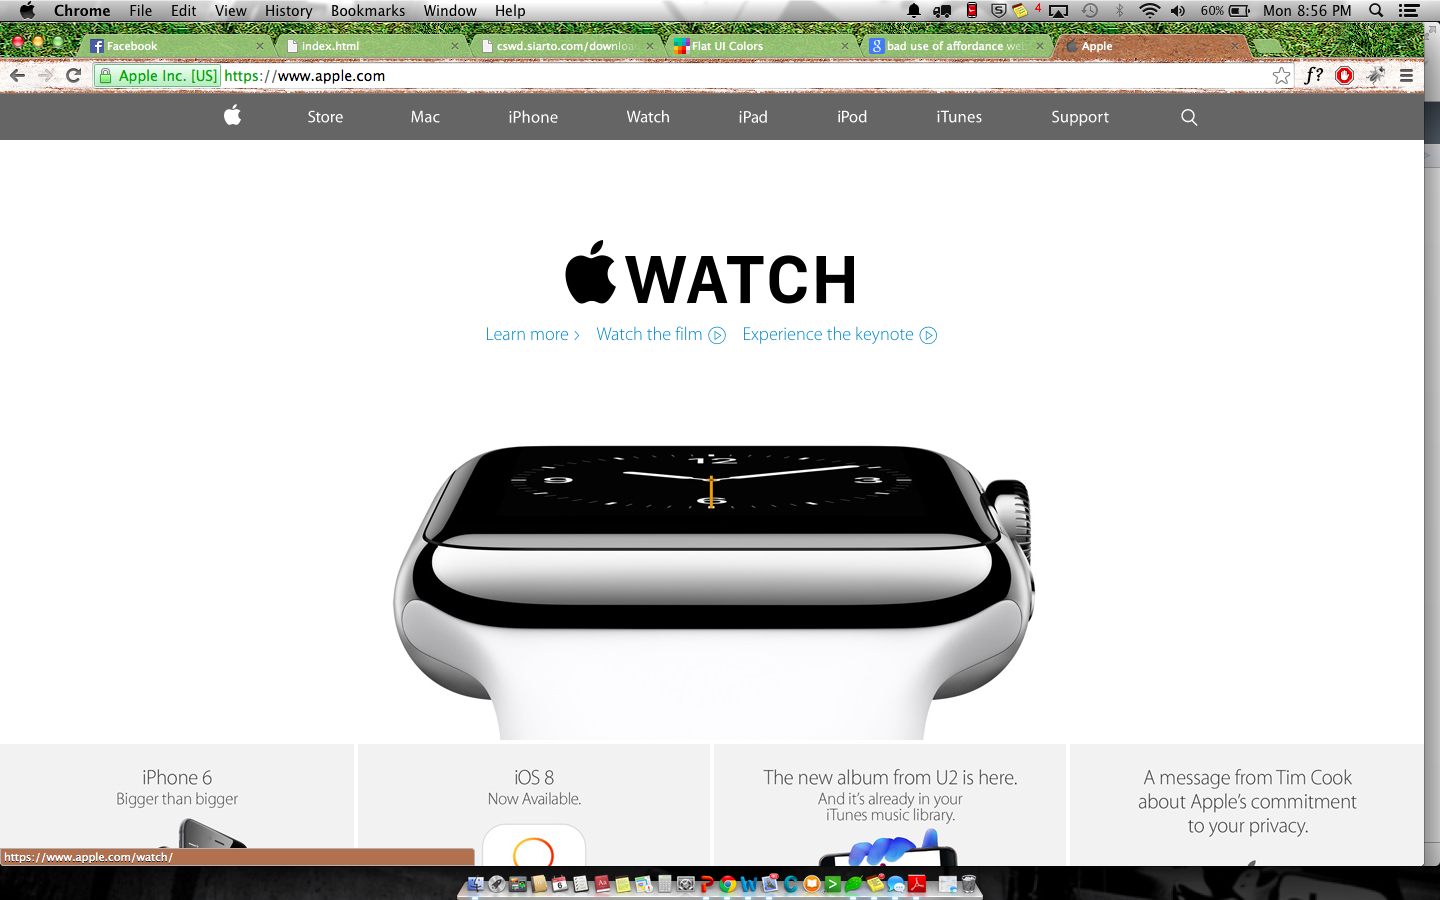 Chrome File Edit View History Bookmarks Window Help 4 60% Mon 8:56 PM
Facebook index.html cswd.siarto.com/downloa Flat UI Colors bad use of affordance web Apple
Apple Inc. [US] https://www.apple.com f?
Store Mac iPhone Watch iPad iPod iTunes Support
WATCH
Learn more > Watch the film Experience the keynote
12
9 3
6
iPhone 6
Bigger than bigger
iOS 8
Now Available.
The new album from U2 is here.
And it's already in your
iTunes music library.
A message from Tim Cook
about Apple's commitment
to your privacy.
https://www.apple.com/watch/